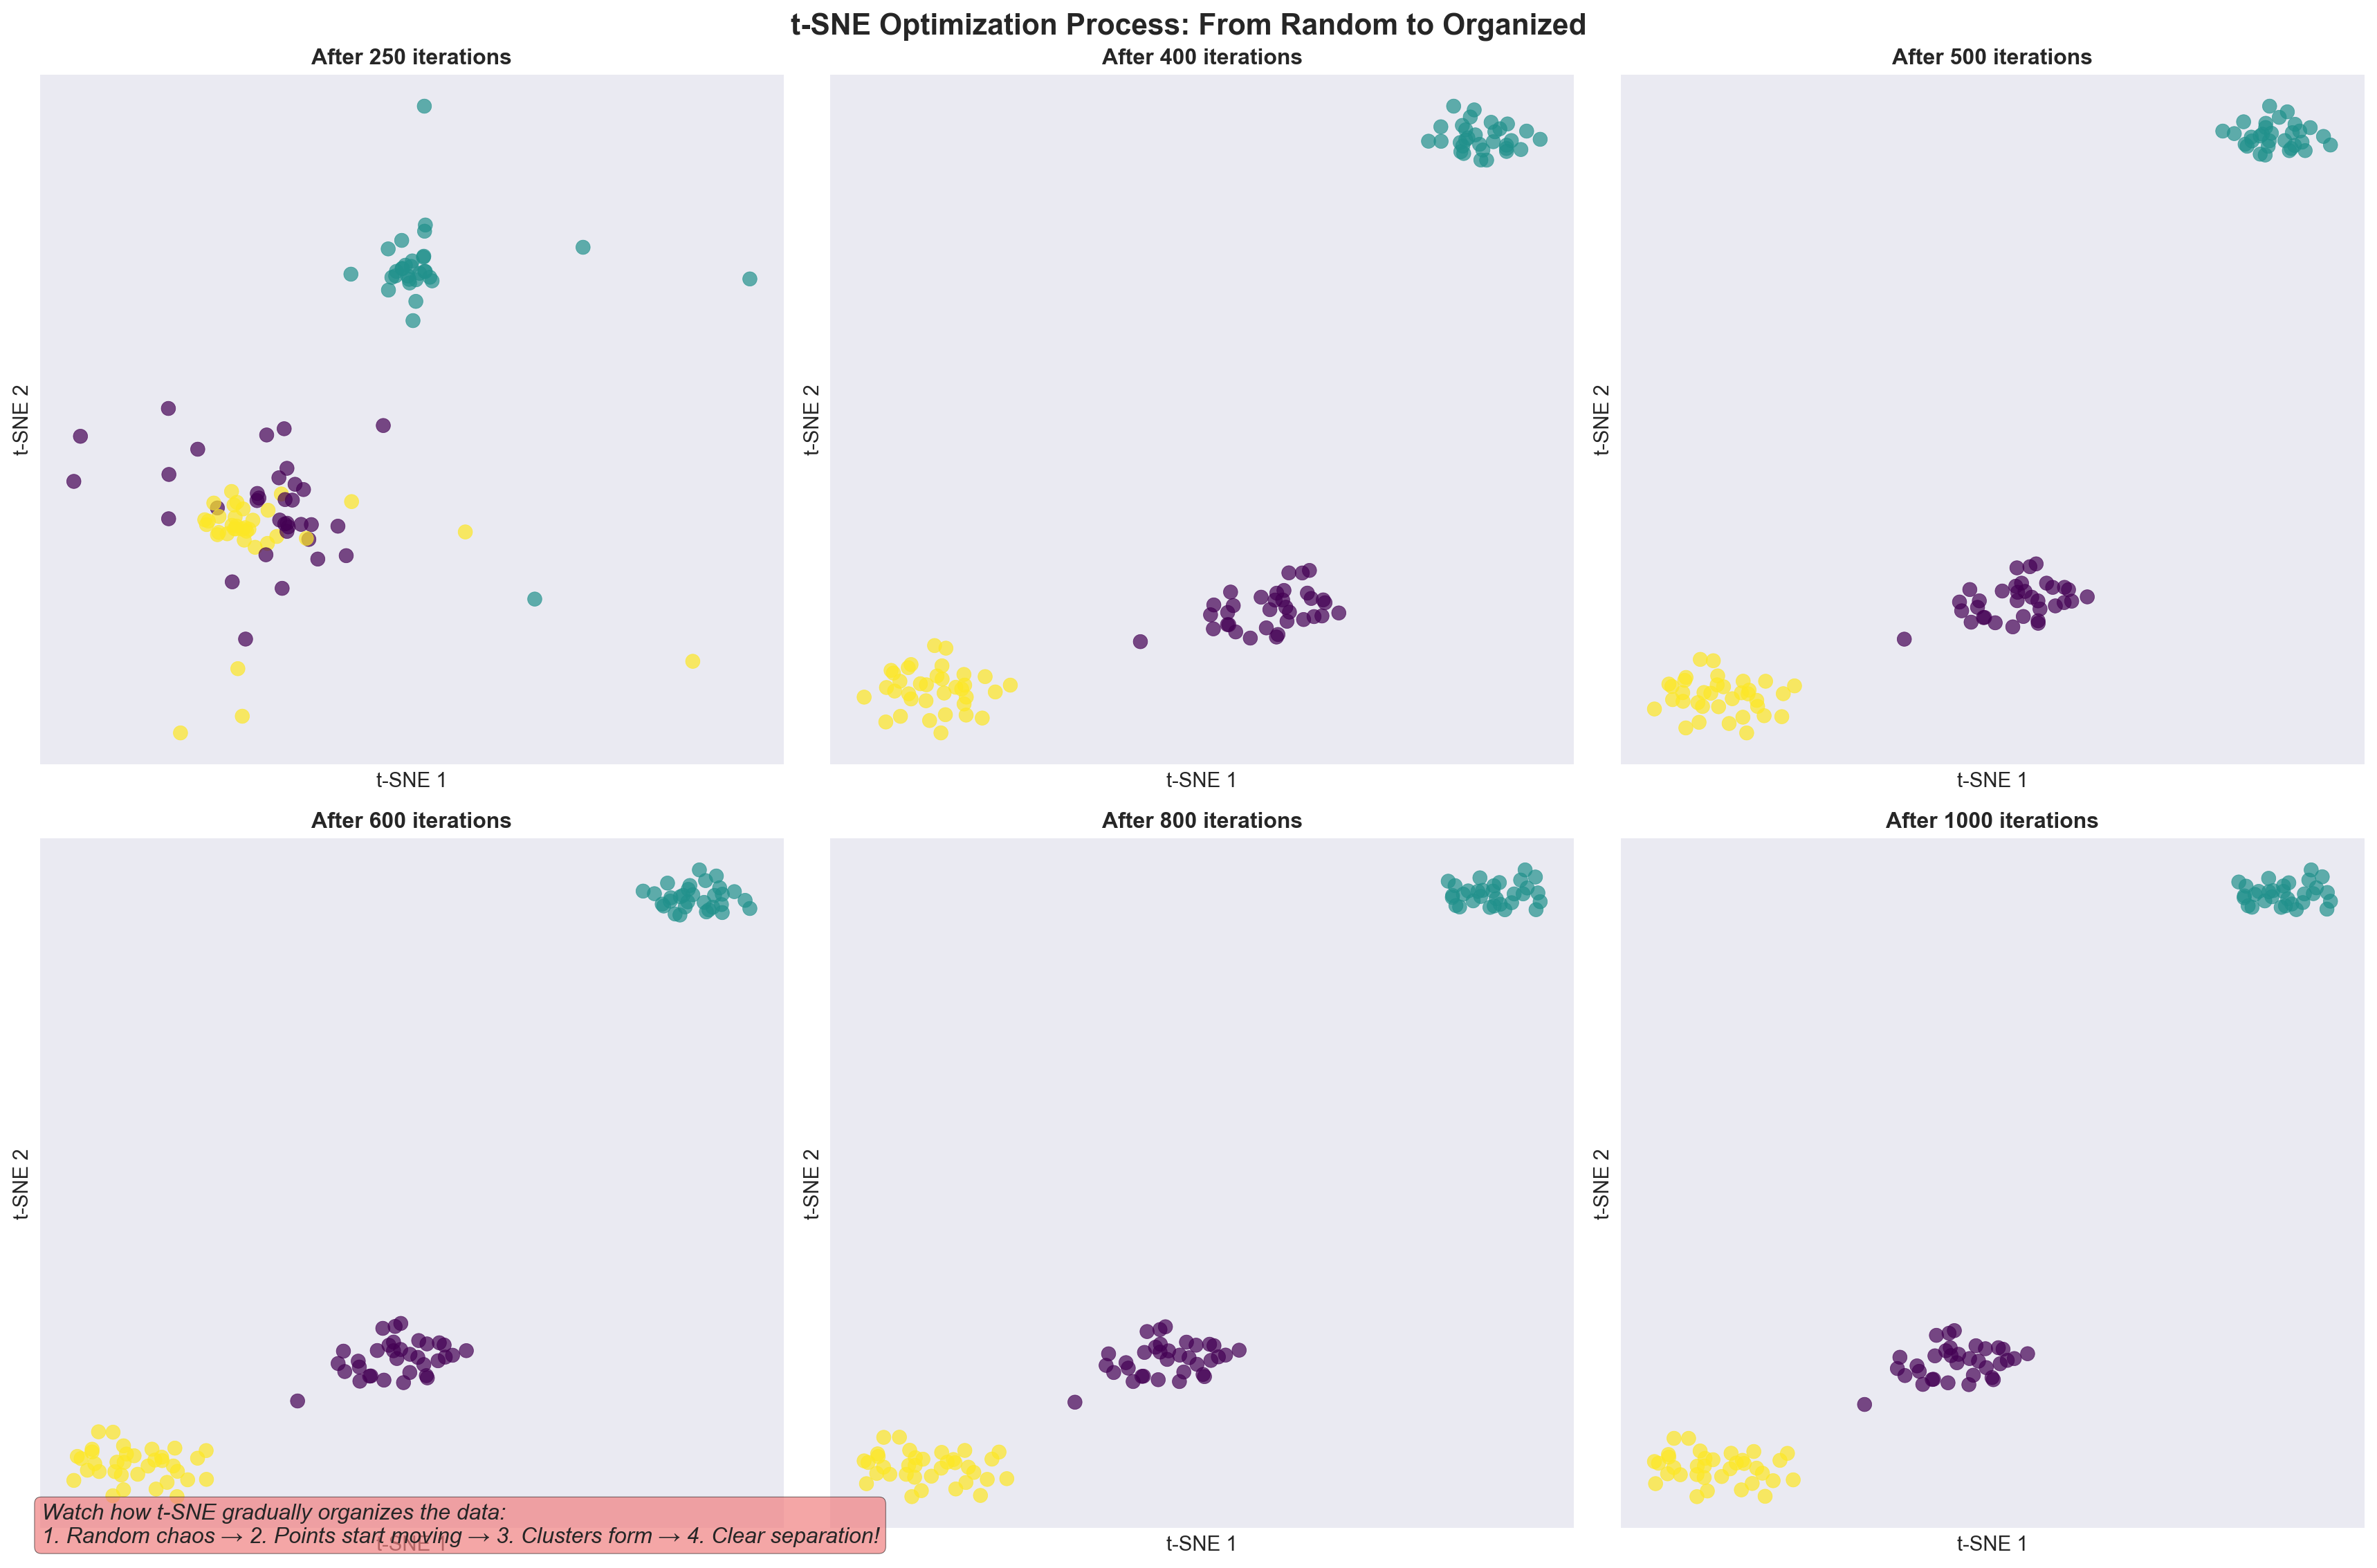 t-SNE Optimization Process: From Random to Organized
After 250 iterations
After 400 iterations
After 500 iterations
t-SNE 2
t-SNE 2
t-SNE 2
t-SNE 1
t-SNE 1
t-SNE 1
After 600 iterations
After 800 iterations
After 1000 iterations
t-SNE 2
t-SNE 2
t-SNE 2
Watch how t-SNE gradually organizes the data:
1. Random chaos → 2. Points start moving → 3. Clusters form → 4. Clear separation!
t-SNE 1
t-SNE 1
t-SNE 1